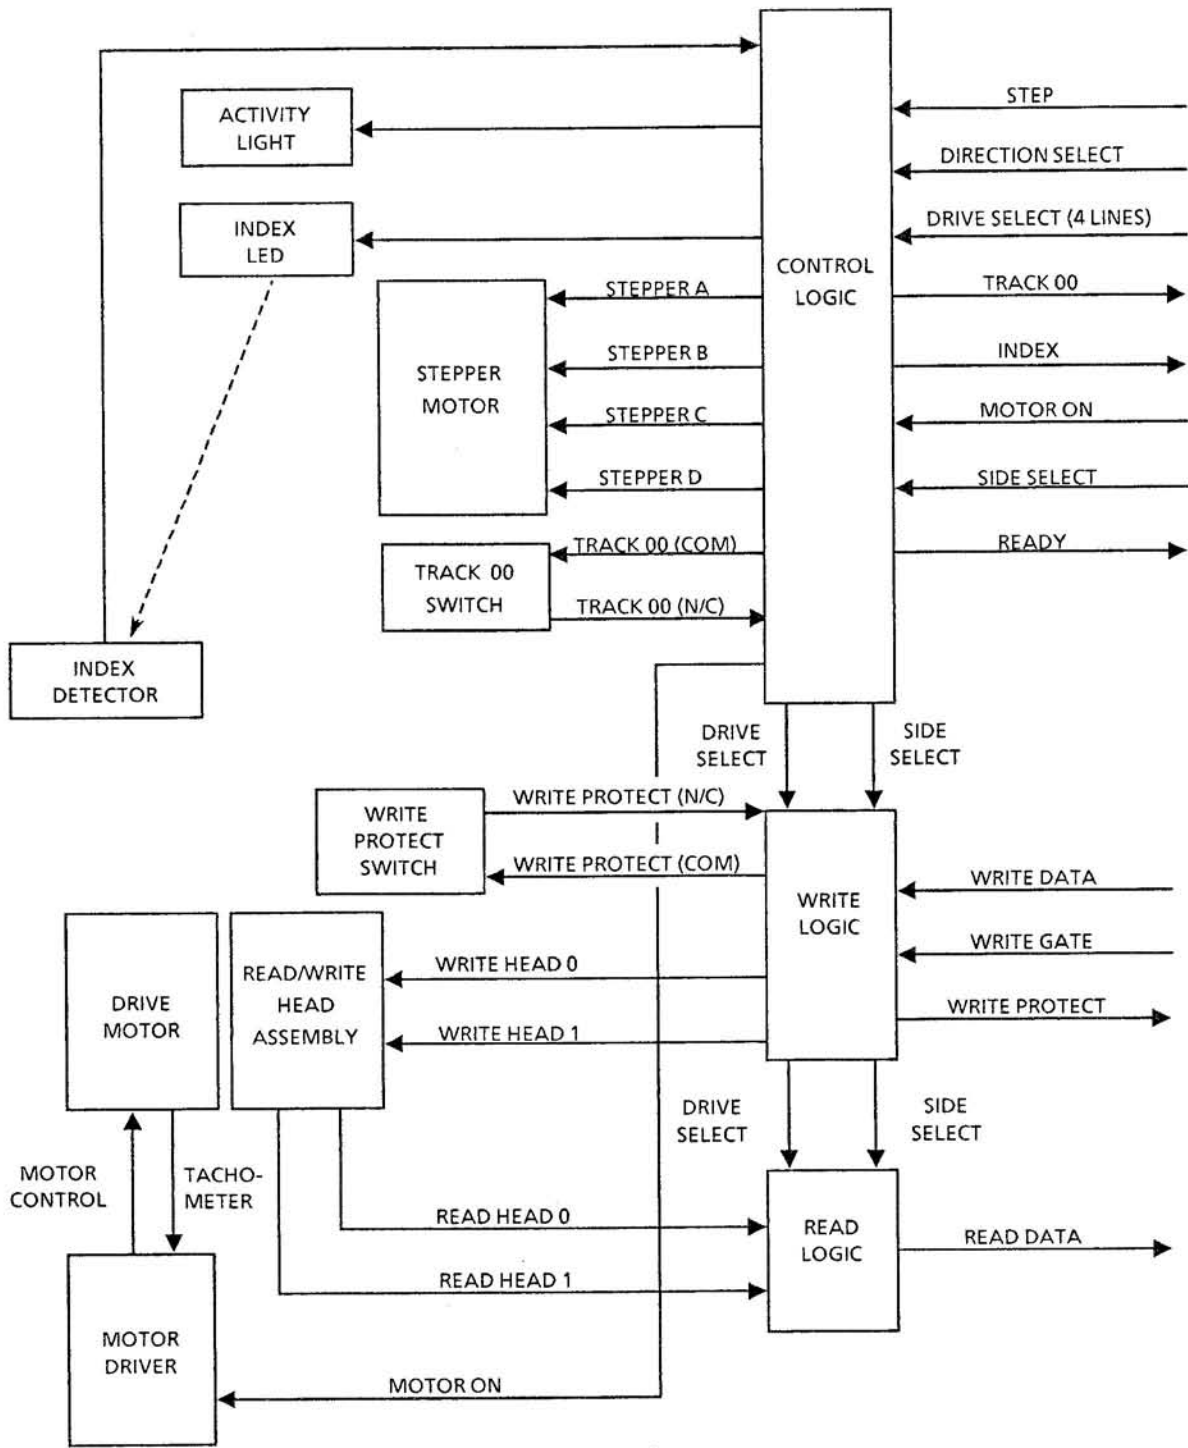 ACTIVITY
LIGHT
STEP
DIRECTION SELECT
INDEX
LED
DRIVE SELECT (4 LINES)
CONTROL
LOGIC
STEPPER A
TRACK 00
STEPPER
MOTOR
STEPPER B
INDEX
STEPPER C
MOTOR ON
STEPPER D
SIDE SELECT
TRACK 00
SWITCH
TRACK 00 (COM)
READY
TRACK 00 (N/C)
INDEX
DETECTOR
DRIVE
SELECT
SIDE
SELECT
WRITE
PROTECT
SWITCH
WRITE PROTECT (N/C)
WRITE PROTECT (COM)
WRITE
LOGIC
WRITE DATA
WRITE GATE
WRITE PROTECT
DRIVE
MOTOR
READ/WRITE
HEAD
ASSEMBLY
WRITE HEAD 0
WRITE HEAD 1
DRIVE
SELECT
SIDE
SELECT
MOTOR
CONTROL
TACHO-
METER
READ HEAD 0
READ
LOGIC
READ DATA
READ HEAD 1
MOTOR
DRIVER
MOTOR ON